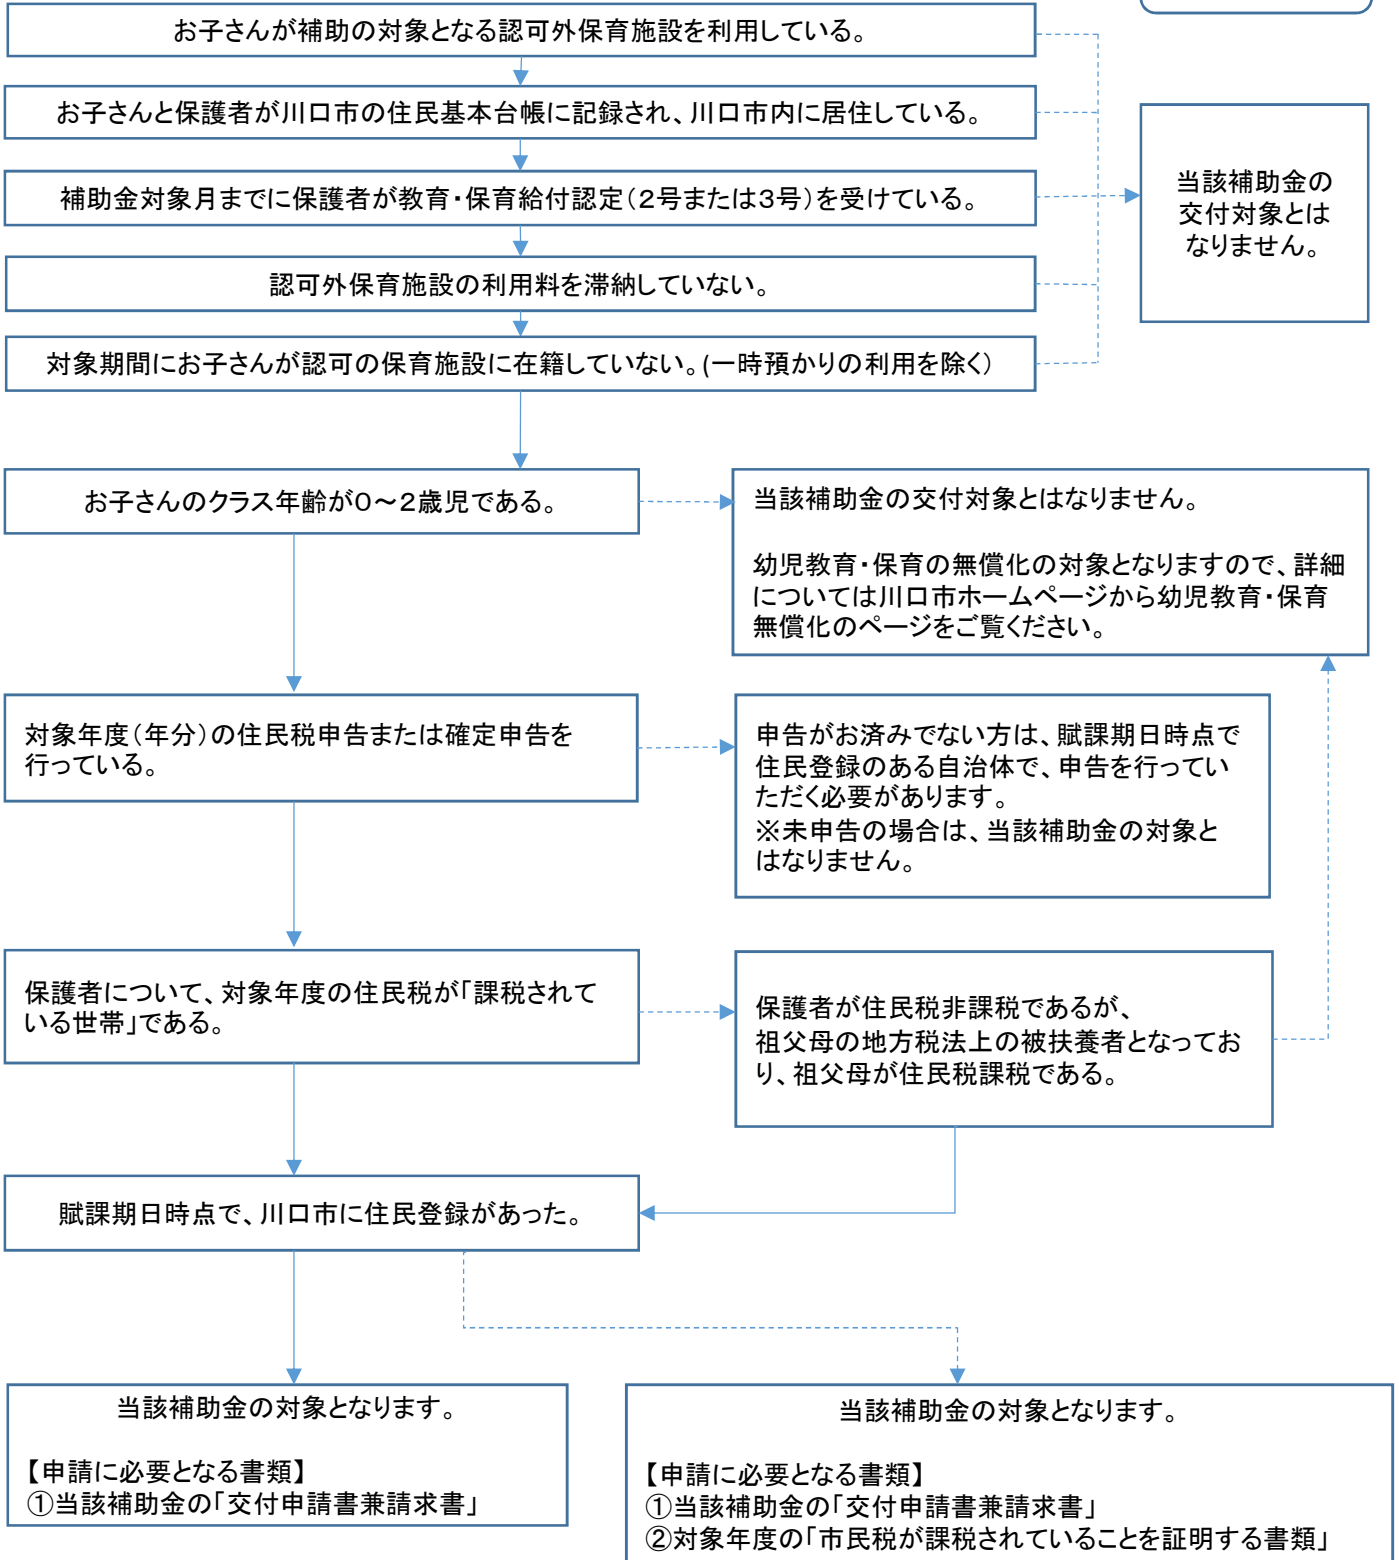 お子さんが補助の対象となる認可外保育施設を利用している。
お子さんと保護者が川口市の住民基本台帳に記録され、川口市内に居住している。
補助金対象月までに保護者が教育・保育給付認定（２号または３号）を受けている。
認可外保育施設の利用料を滞納していない。
対象期間にお子さんが認可の保育施設に在籍していない。(一時預かりの利用を除く）
当該補助金の
交付対象とは
なりません。
お子さんのクラス年齢が０～２歳児である。
当該補助金の交付対象とはなりません。
幼児教育・保育の無償化の対象となりますので、詳細
については川口市ホームページから幼児教育・保育
無償化のページをご覧ください。
対象年度（年分）の住民税申告または確定申告を
行っている。
申告がお済みでない方は、賦課期日時点で
住民登録のある自治体で、申告を行ってい
ただく必要があります。
※未申告の場合は、当該補助金の対象と
はなりません。
保護者について、対象年度の住民税が「課税されて
いる世帯」である。
保護者が住民税非課税であるが、
祖父母の地方税法上の被扶養者となってお
り、祖父母が住民税課税である。
賦課期日時点で、川口市に住民登録があった。
当該補助金の対象となります。
【申請に必要となる書類】
①当該補助金の「交付申請書兼請求書」
当該補助金の対象となります。
【申請に必要となる書類】
①当該補助金の「交付申請書兼請求書」
②対象年度の「市民税が課税されていることを証明する書類」